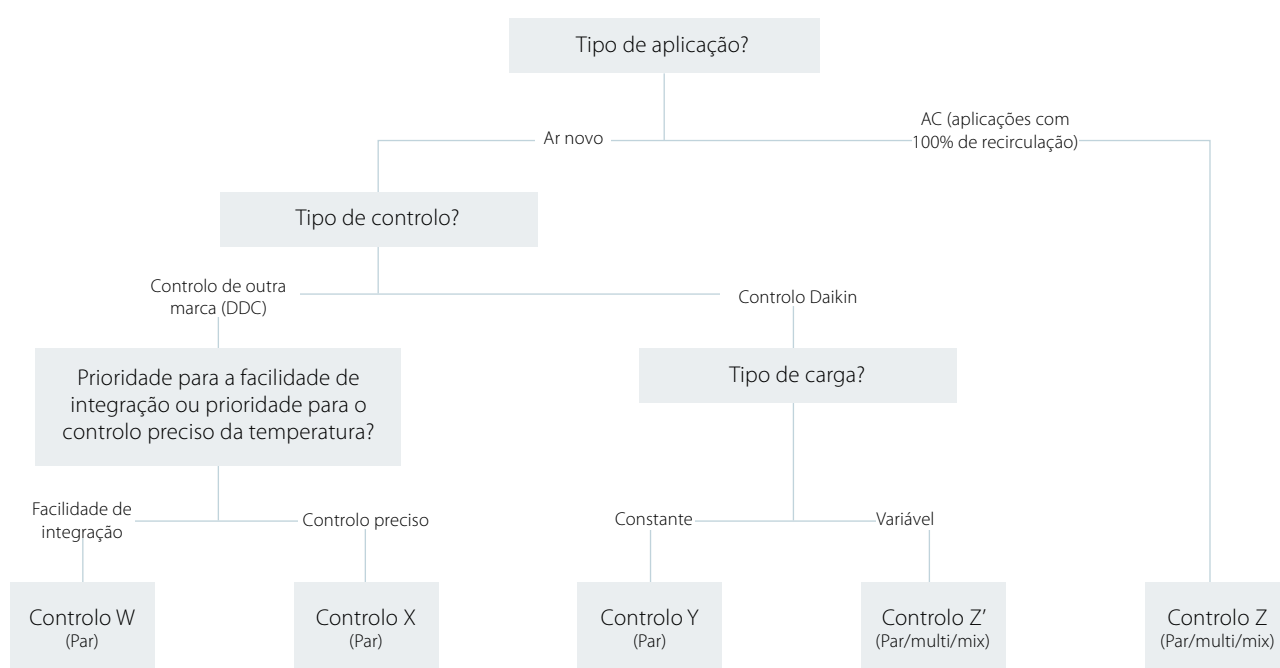 Tipo de aplicação?
Ar novo
AC (aplicações com
100% de recirculação)
Tipo de controlo?
Controlo de outra
marca (DDC)
Controlo Daikin
Prioridade para a facilidade de
integração ou prioridade para o
controlo preciso da temperatura?
Tipo de carga?
Facilidade de
integração
Controlo preciso
Constante
Variável
Controlo W
(Par)
Controlo X
(Par)
Controlo Y
(Par)
Controlo Z’
(Par/multi/mix)
Controlo Z
(Par/multi/mix)